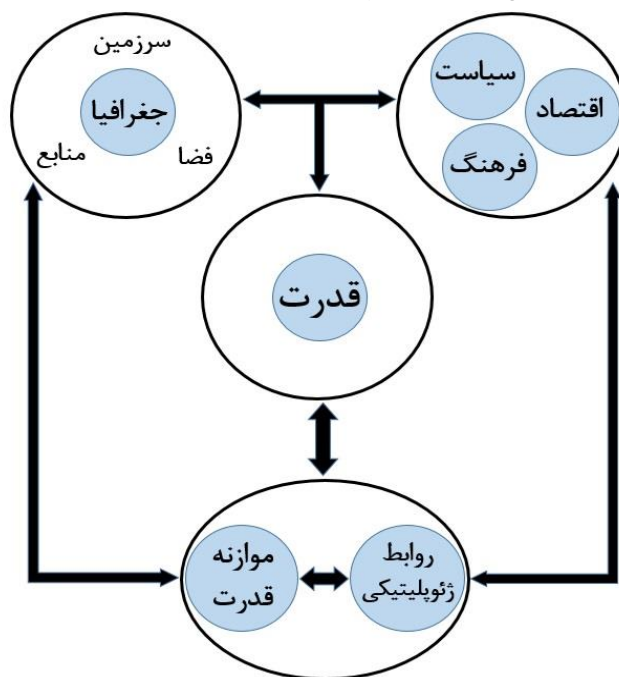 سرزمین
جغرافیا
منابع
فضا
سیاست
اقتصاد
فرهنگ
قدرت
روابط
ژئوپلیتیکی
موازنه
قدرت